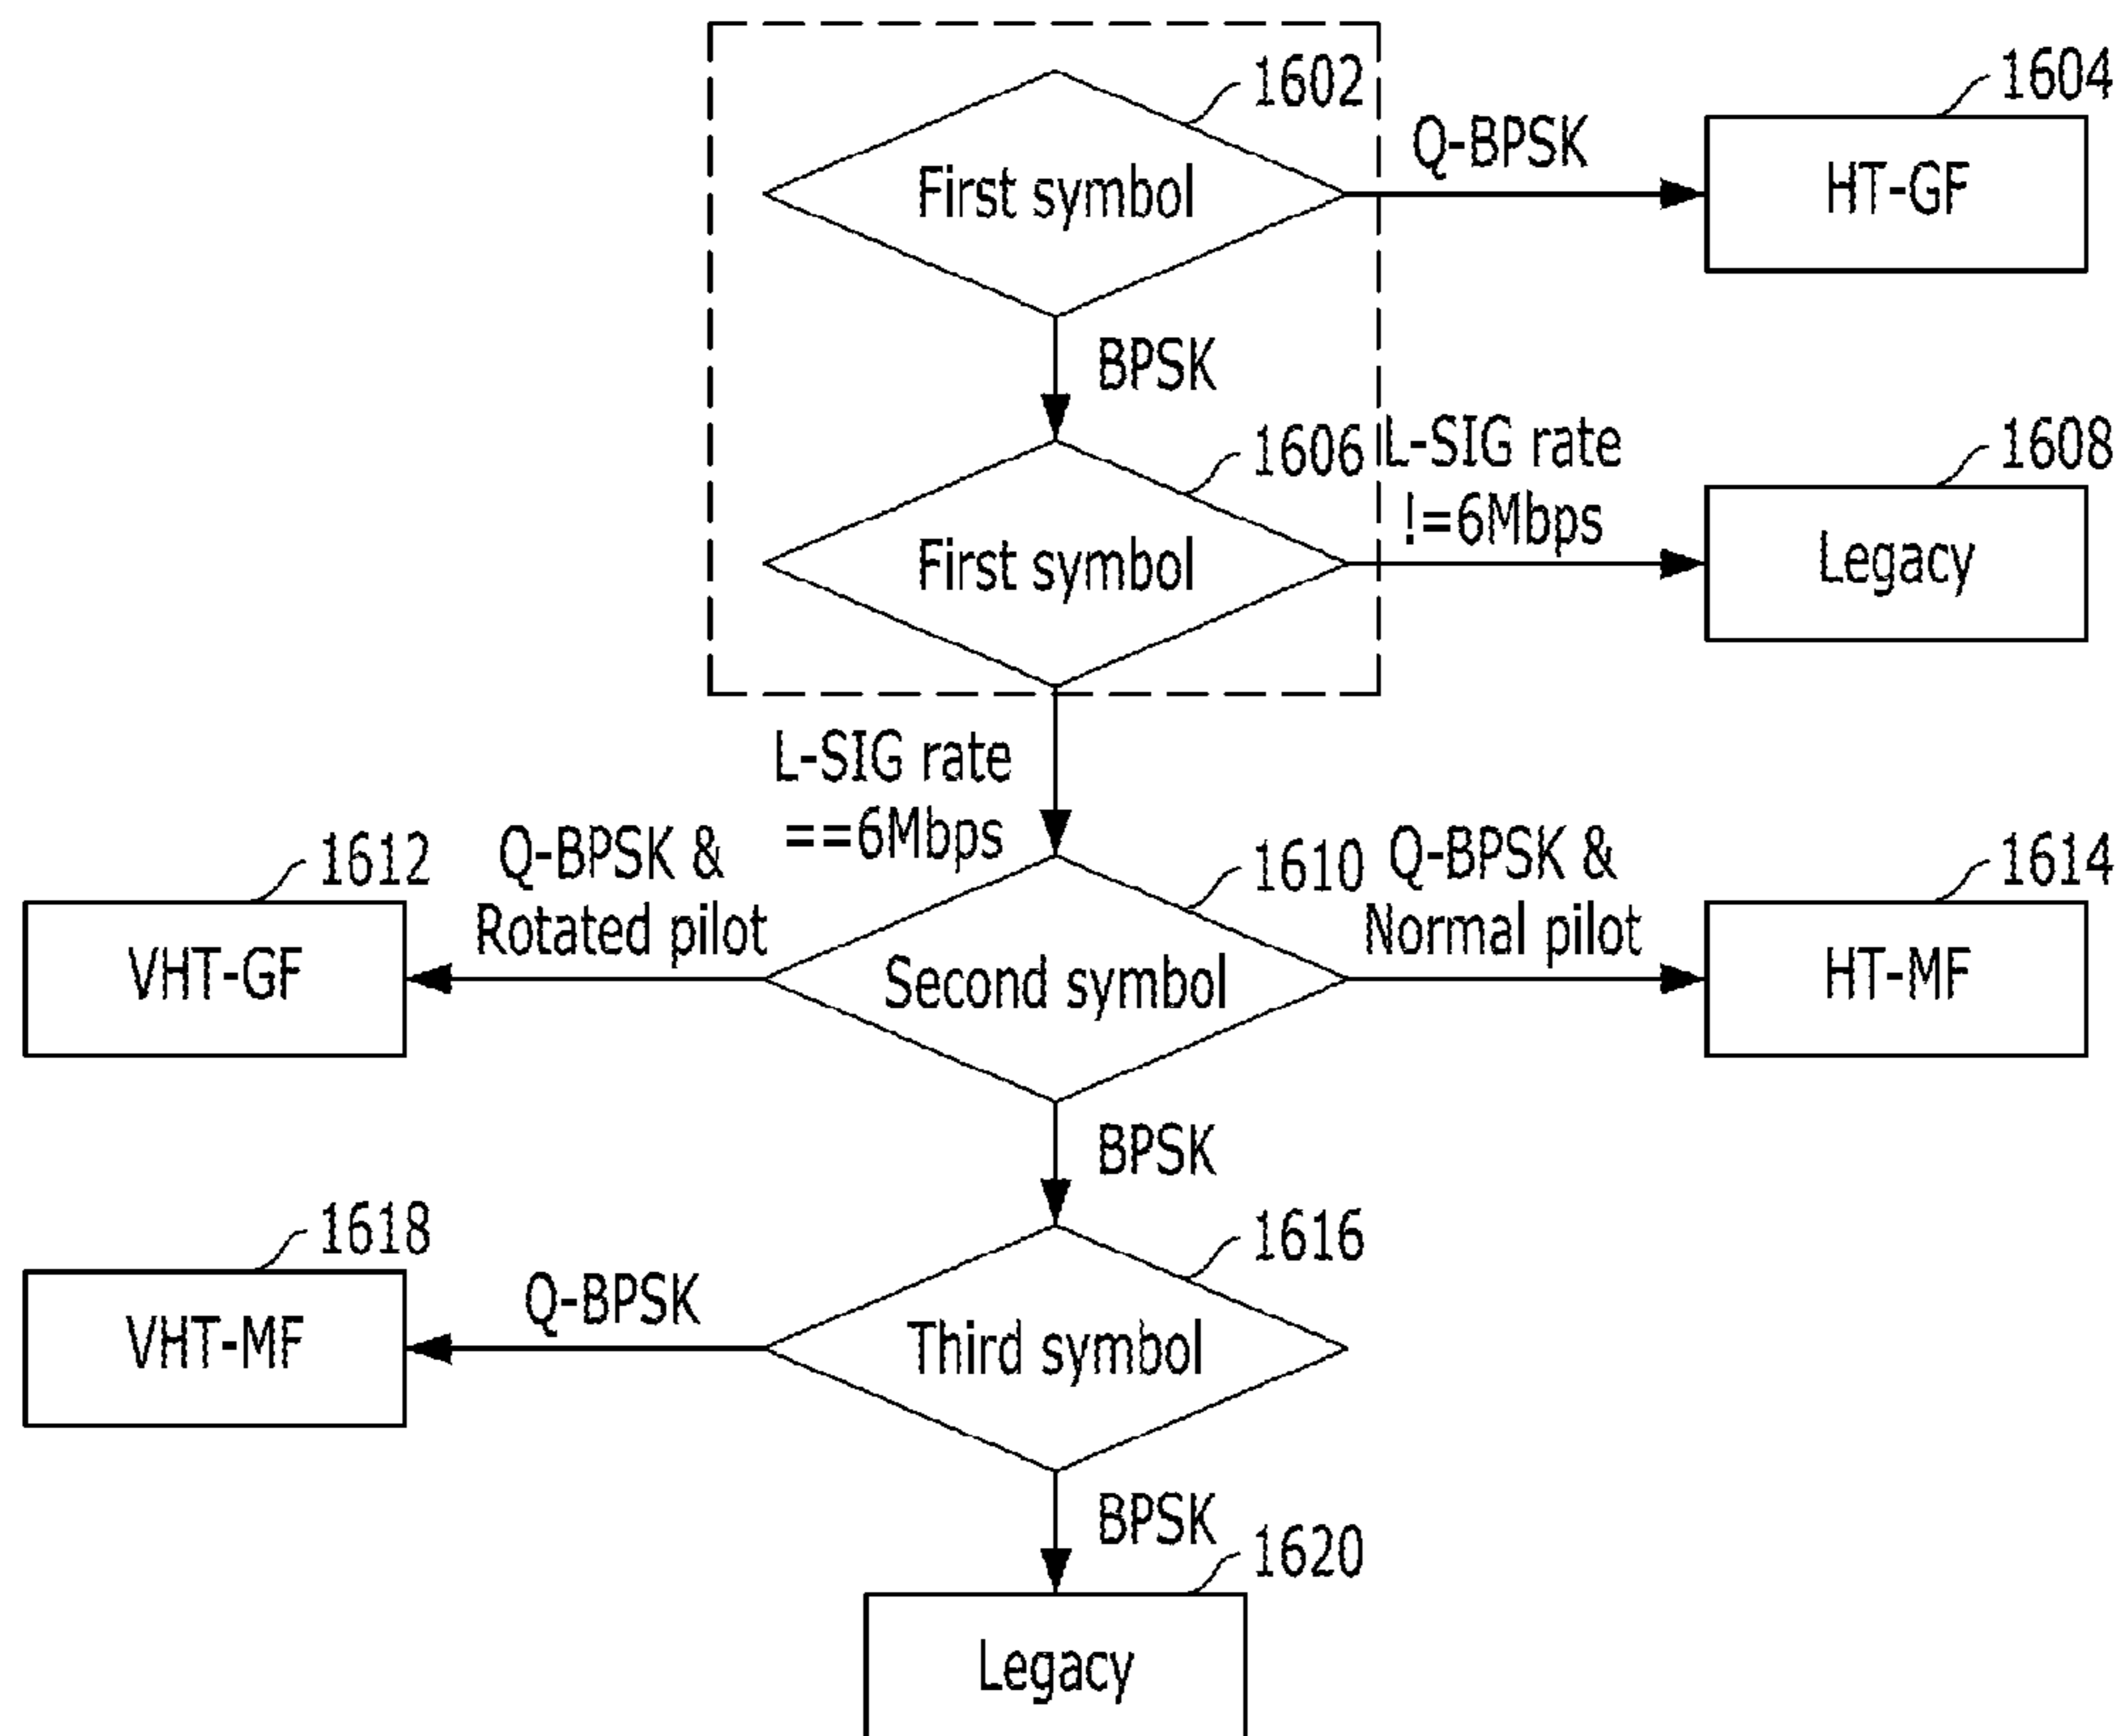 1602
1604
Q-BPSK
First symbol
HT-GF
BPSK
1606
L-SIG rate
!=6Mbps
1608
First symbol
Legacy
L-SIG rate
==6Mbps
1612
Q-BPSK &
Rotated pilot
1610
Q-BPSK &
Normal pilot
1614
VHT-GF
Second symbol
HT-MF
BPSK
1618
1616
Q-BPSK
VHT-MF
Third symbol
BPSK
1620
Legacy